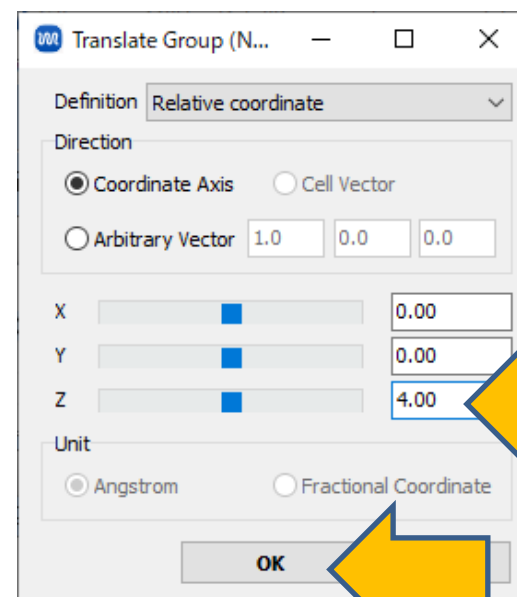 Translate Group (N...
Definition Relative coordinate
Direction
Coordinate Axis Cell Vector
Arbitrary Vector 1.0 0.0 0.0
X 0.00
Y 0.00
Z 4.00
Unit
Angstrom Fractional Coordinate
OK